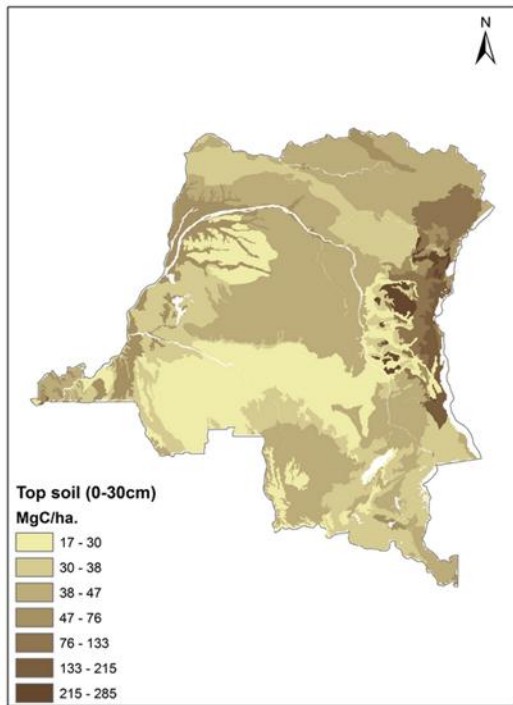 N
Top soil (0-30cm)
MgC/ha.
17 - 30
30 - 38
38 - 47
47 - 76
76 - 133
133 - 215
215 - 285